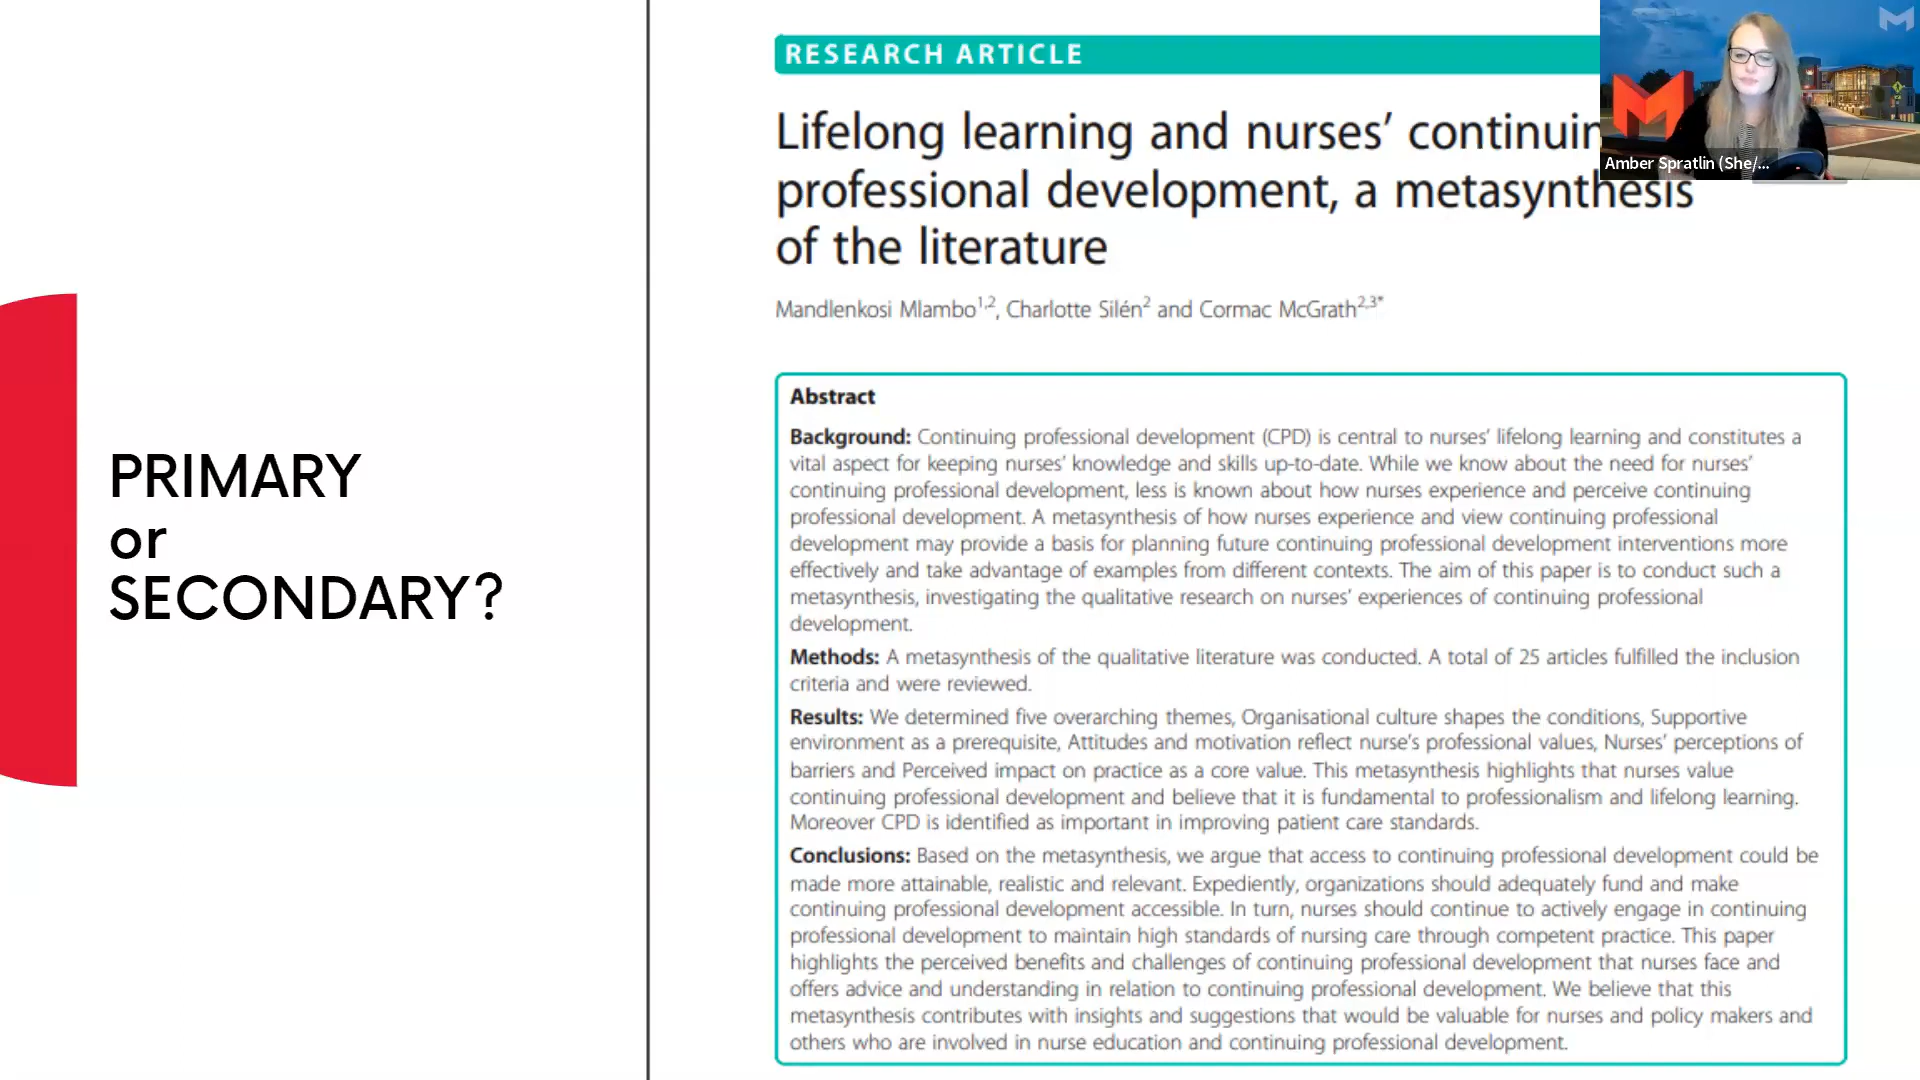 PRIMARY
or
SECONDARY?
RESEARCH ARTICLE
Lifelong learning and nurses’ continuin
professional development, a metasynthesis
of the literature
Mandlenkosi Mlambo1,2, Charlotte Silén2 and Cormac McGrath2,3*
Abstract
Background: Continuing professional development (CPD) is central to nurses’ lifelong learning and constitutes a
vital aspect for keeping nurses’ knowledge and skills up-to-date. While we know about the need for nurses’
continuing professional development, less is known about how nurses experience and perceive continuing
professional development. A metasynthesis of how nurses experience and view continuing professional
development may provide a basis for planning future continuing professional development interventions more
effectively and take advantage of examples from different contexts. The aim of this paper is to conduct such a
metasynthesis, investigating the qualitative research on nurses’ experiences of continuing professional
development.
Methods: A metasynthesis of the qualitative literature was conducted. A total of 25 articles fulfilled the inclusion
criteria and were reviewed.
Results: We determined five overarching themes, Organisational culture shapes the conditions, Supportive
environment as a prerequisite, Attitudes and motivation reflect nurse’s professional values, Nurses’ perceptions of
barriers and Perceived impact on practice as a core value. This metasynthesis highlights that nurses value
continuing professional development and believe that it is fundamental to professionalism and lifelong learning.
Moreover CPD is identified as important in improving patient care standards.
Conclusions: Based on the metasynthesis, we argue that access to continuing professional development could be
made more attainable, realistic and relevant. Expediently, organizations should adequately fund and make
continuing professional development accessible. In turn, nurses should continue to actively engage in continuing
professional development to maintain high standards of nursing care through competent practice. This paper
highlights the perceived benefits and challenges of continuing professional development that nurses face and
offers advice and understanding in relation to continuing professional development. We believe that this
metasynthesis contributes with insights and suggestions that would be valuable for nurses and policy makers and
others who are involved in nurse education and continuing professional development.
M
M
Amber Spratlin (She/...